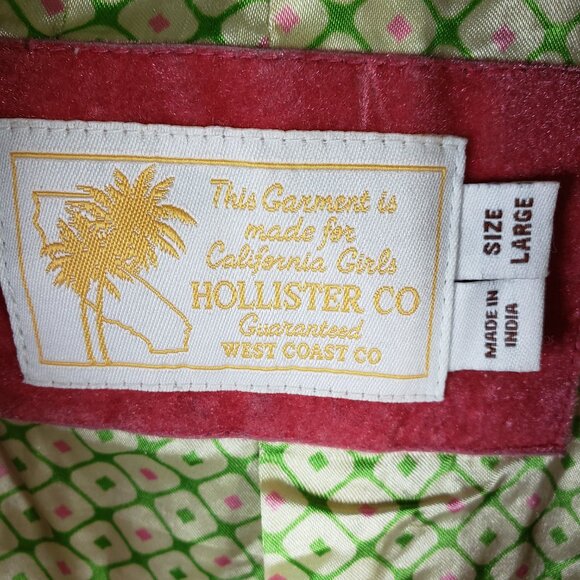 This Garment is
made for
California Girls
HOLLISTER CO
Guaranteed
WEST COAST CO
SIZE
LARGE
MADE IN
INDIA